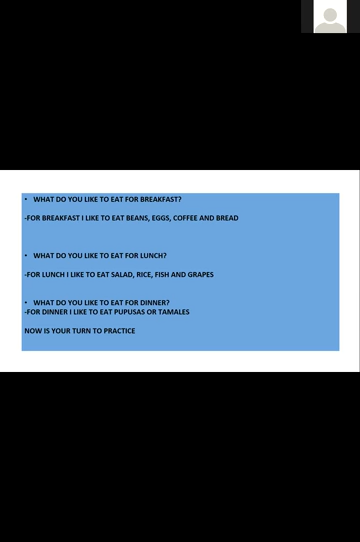 • WHAT DO YOU LIKE TO EAT FOR BREAKFAST?
-FOR BREAKFAST I LIKE TO EAT BEANS, EGGS, COFFEE AND BREAD
• WHAT DO YOU LIKE TO EAT FOR LUNCH?
-FOR LUNCH I LIKE TO EAT SALAD, RICE, FISH AND GRAPES
• WHAT DO YOU LIKE TO EAT FOR DINNER?
-FOR DINNER I LIKE TO EAT PUPUSAS OR TAMALES
NOW IS YOUR TURN TO PRACTICE